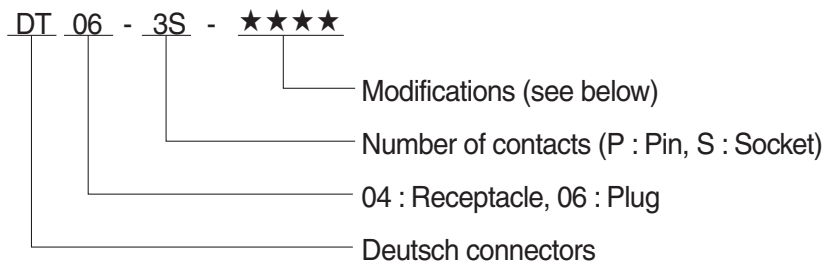 DT 06 - 3S - ★★★★
Modifications (see below)
Number of contacts (P : Pin, S : Socket)
04 : Receptacle, 06 : Plug
Deutsch connectors